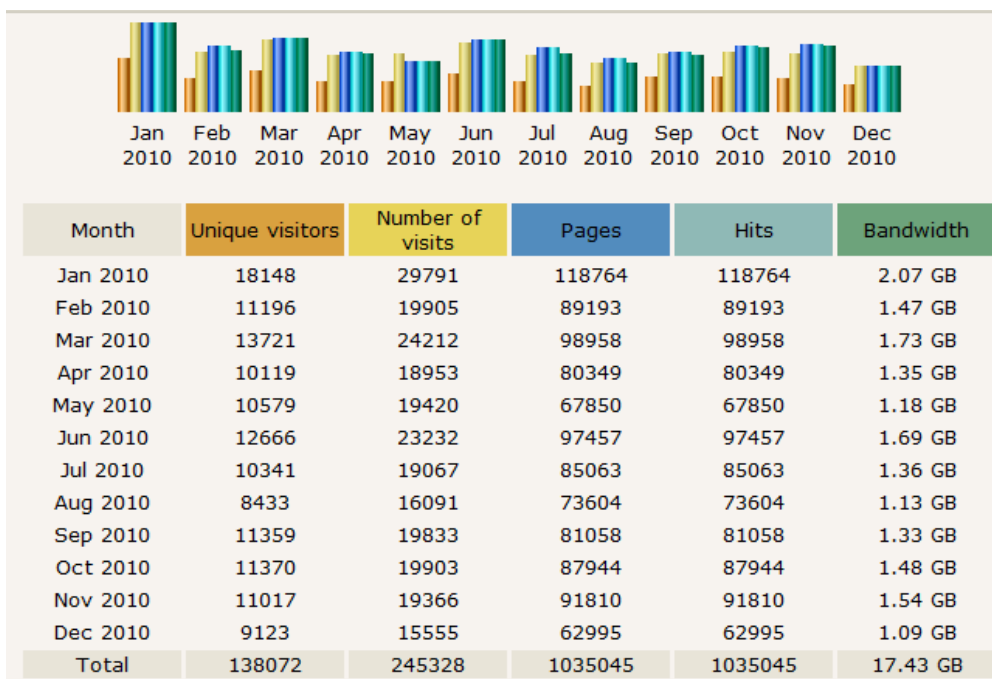 Jan Feb Mar Apr May Jun Jul Aug Sep Oct Nov Dec
2010 2010 2010 2010 2010 2010 2010 2010 2010 2010 2010 2010
Month Unique visitors Number of visits Pages Hits Bandwidth
Jan 2010 18148 29791 118764 118764 2.07 GB
Feb 2010 11196 19905 89193 89193 1.47 GB
Mar 2010 13721 24212 98958 98958 1.73 GB
Apr 2010 10119 18953 80349 80349 1.35 GB
May 2010 10579 19420 67850 67850 1.18 GB
Jun 2010 12666 23232 97457 97457 1.69 GB
Jul 2010 10341 19067 85063 85063 1.36 GB
Aug 2010 8433 16091 73604 73604 1.13 GB
Sep 2010 11359 19833 81058 81058 1.33 GB
Oct 2010 11370 19903 87944 87944 1.48 GB
Nov 2010 11017 19366 91810 91810 1.54 GB
Dec 2010 9123 15555 62995 62995 1.09 GB
Total 138072 245328 1035045 1035045 17.43 GB